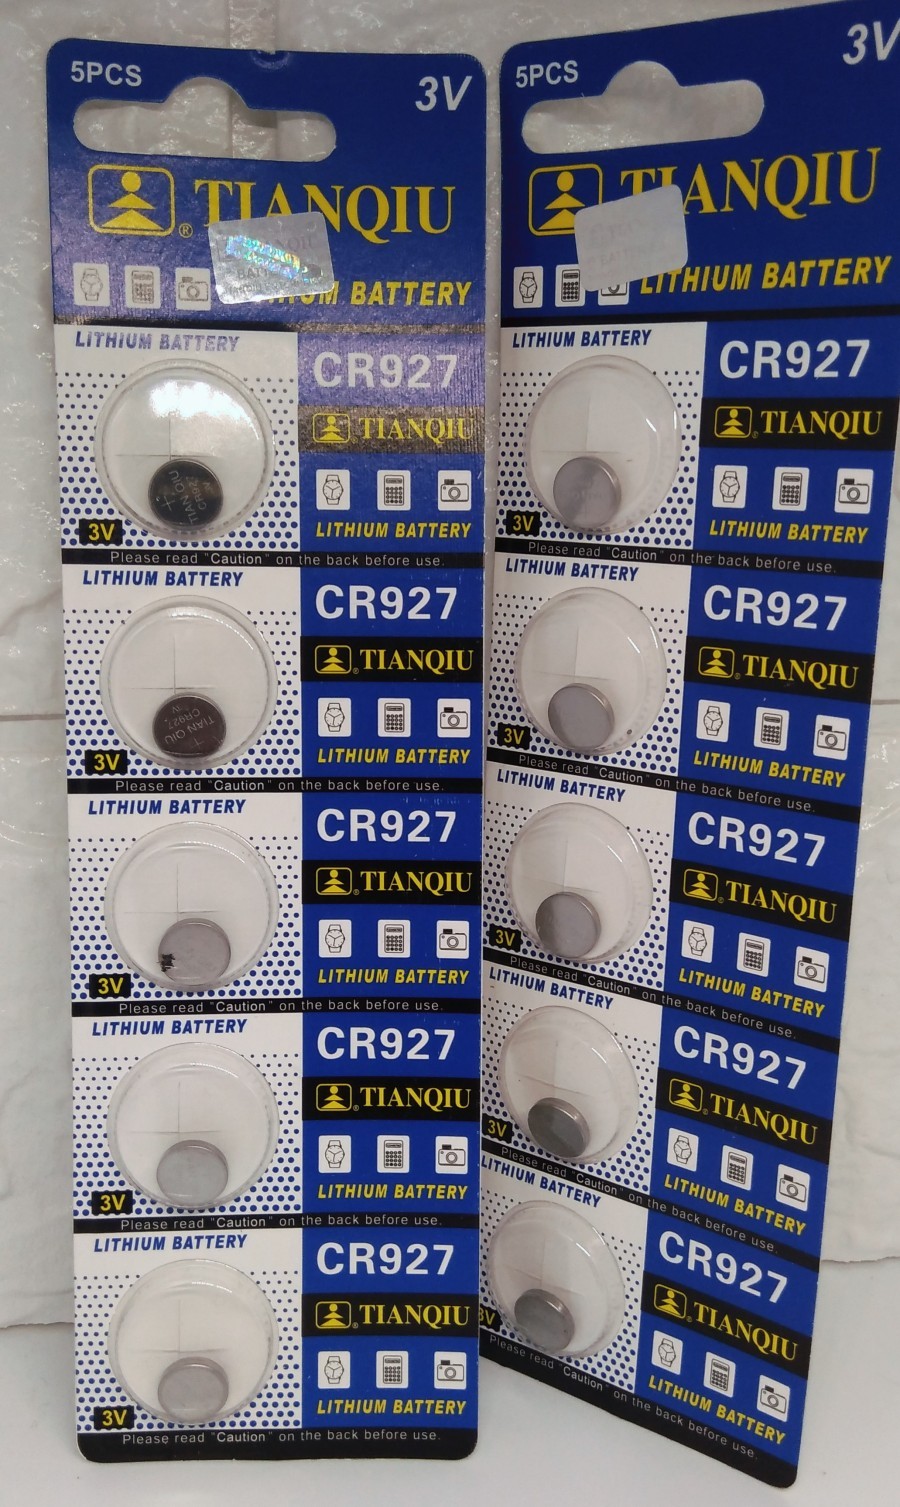 5PCS
3V
TIANQIU
®
LITHIUM BATTERY
LITHIUM BATTERY
CR927
TIANQIU
TIAN QIU
CR927
3V
LITHIUM BATTERY
Please read "Caution" on the back before use.
LITHIUM BATTERY
CR927
TIANQIU
TIAN QIU
CR927
3V
LITHIUM BATTERY
Please read "Caution" on the back before use.
LITHIUM BATTERY
CR927
TIANQIU
3V
LITHIUM BATTERY
Please read "Caution" on the back before use.
LITHIUM BATTERY
CR927
TIANQIU
3V
LITHIUM BATTERY
Please read "Caution" on the back before use.
LITHIUM BATTERY
CR927
TIANQIU
3V
LITHIUM BATTERY
Please read "Caution" on the back before use.
5PCS
3V
TIANQIU
LITHIUM BATTERY
LITHIUM BATTERY
CR927
TIANQIU
3V
LITHIUM BATTERY
Please read "Caution" on the back before use.
LITHIUM BATTERY
CR927
TIANQIU
3V
LITHIUM BATTERY
Please read "Caution" on the back before use.
LITHIUM BATTERY
CR927
TIANQIU
3V
LITHIUM BATTERY
Please read "Caution" on the back before use.
LITHIUM BATTERY
CR927
TIANQIU
3V
LITHIUM BATTERY
Please read "Caution" on the back before use.
LITHIUM BATTERY
CR927
TIANQIU
3V
LITHIUM BATTERY
Please read "Caution" on the back before use.